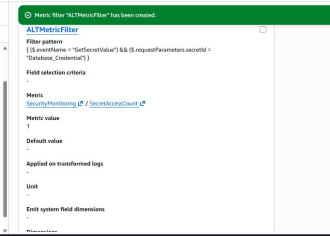 Metric filter "ALTMetricFilter" has been created.
ALTMetricFilter
Filter pattern
{ ($.eventName = "GetSecretValue") && ($.requestParameters.secretId =
"Database_Credential") }
Field selection criteria
-
Metric
SecurityMonitoring / SecretAccessCount
Metric value
1
Default value
-
Applied on transformed logs
-
Unit
-
Emit system field dimensions
-
Dimensions